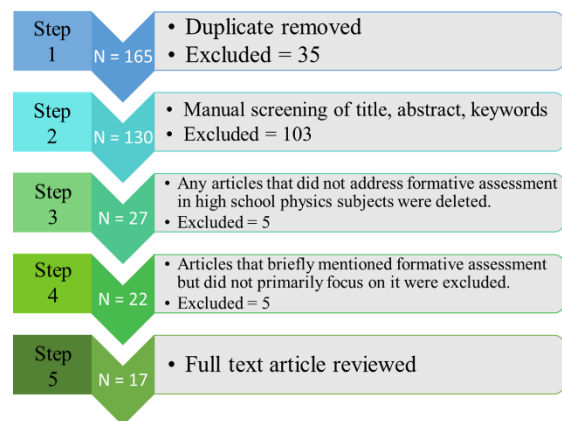 Step
1
N = 165
• Duplicate removed
• Excluded = 35
Step
2
N = 130
• Manual screening of title, abstract, keywords
• Excluded = 103
Step
3
N = 27
• Any articles that did not address formative assessment
in high school physics subjects were deleted.
• Excluded = 5
Step
4
N = 22
• Articles that briefly mentioned formative assessment
but did not primarily focus on it were excluded.
• Excluded = 5
Step
5
N = 17
• Full text article reviewed